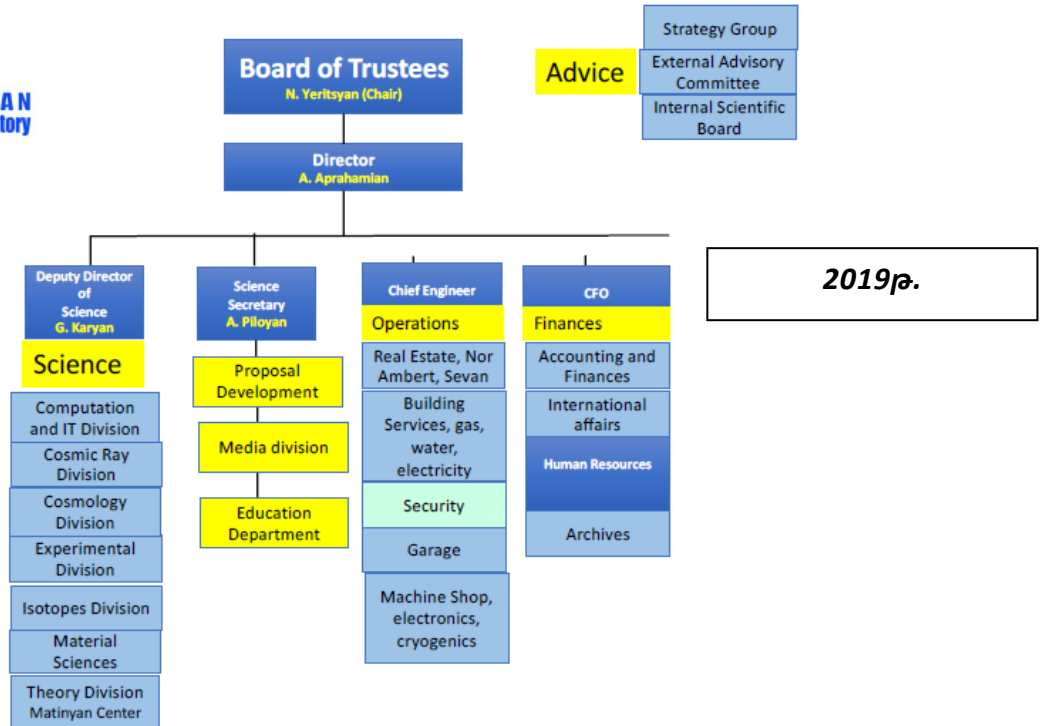 A N
tory
Board of Trustees
N. Yeritsyan (Chair)
Advice
Strategy Group
External Advisory
Committee
Internal Scientific
Board
Director
A. Aprahamian
2019թ.
Deputy Director
of
Science
G. Karyan
Science
Computation
and IT Division
Cosmic Ray
Division
Cosmology
Division
Experimental
Division
Isotopes Division
Material
Sciences
Theory Division
Matinyan Center
Science
Secretary
A. Piloyan
Proposal
Development
Media division
Education
Department
Chief Engineer
Operations
Real Estate, Nor
Ambert, Sevan
Building
Services, gas,
water,
electricity
Security
Garage
Machine Shop,
electronics,
cryogenics
CFO
Finances
Accounting and
Finances
International
affairs
Human Resources
Archives